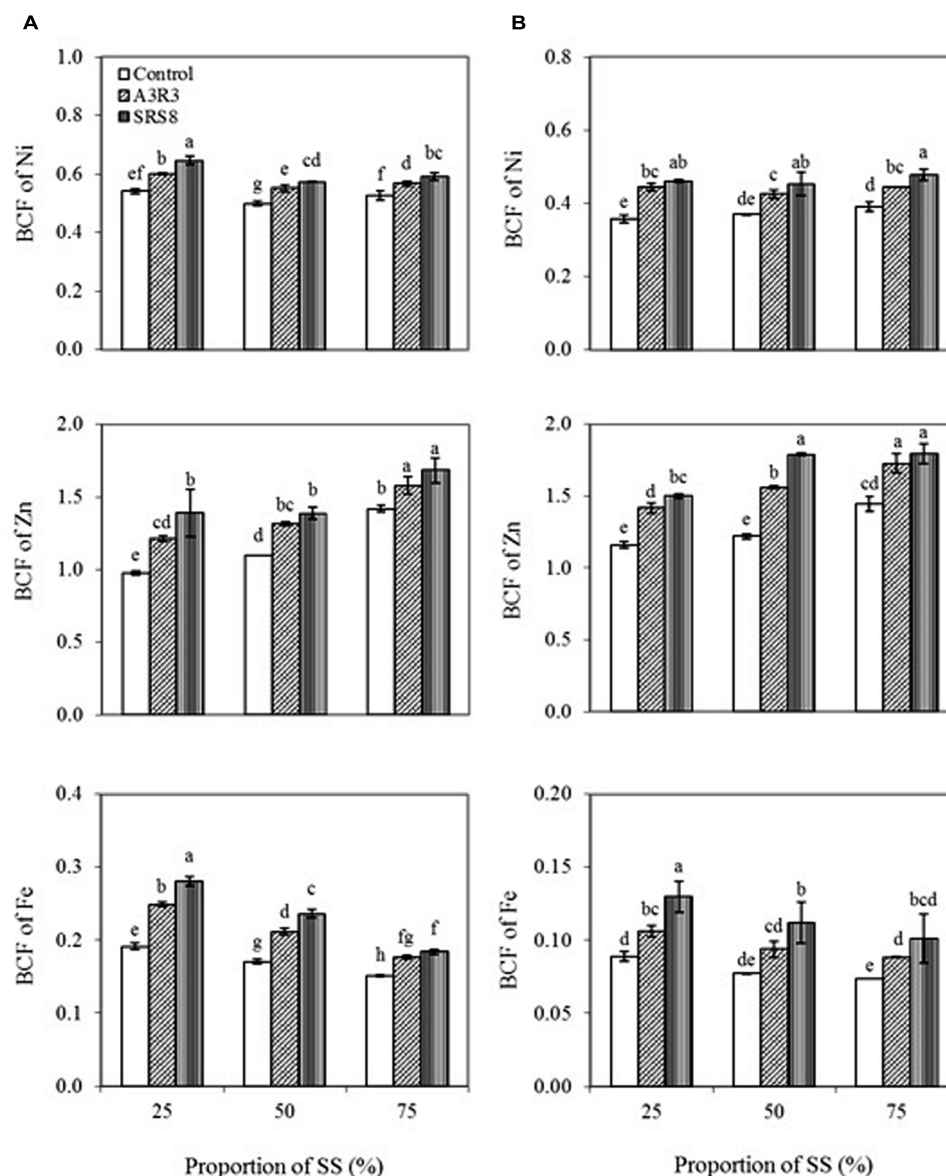 A
B
BCF of Ni
1.0
0.8
0.6
0.4
0.2
0.0
Control
A3R3
SRS8
ef b a
g e cd
f d bc
BCF of Ni
0.8
0.6
0.4
0.2
0.0
e bc ab
de c ab
d bc a
BCF of Zn
2.0
1.5
1.0
0.5
0.0
e cd b
d bc b
b a a
BCF of Zn
2.0
1.5
1.0
0.5
0.0
e d bc
e b a
cd a a
BCF of Fe
0.4
0.3
0.2
0.1
0.0
e b a
g d c
h fg f
25 50 75
Proportion of SS (%)
BCF of Fe
0.20
0.15
0.10
0.05
0.00
d bc a
de cd b
e d bcd
25 50 75
Proportion of SS (%)